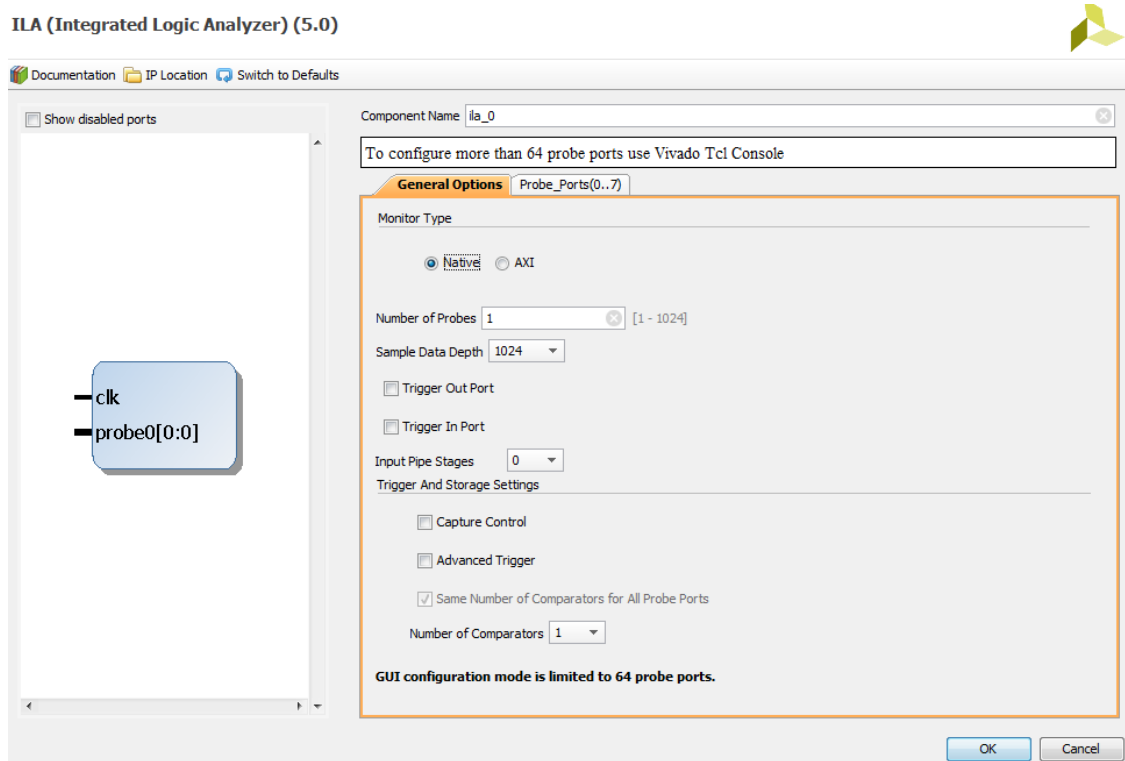 ILA (Integrated Logic Analyzer) (5.0)
Documentation IP Location Switch to Defaults
Show disabled ports
clk
probe0[0:0]
Component Name ila_0
To configure more than 64 probe ports use Vivado Tcl Console
General Options Probe_Ports(0..7)
Monitor Type
Native AXI
Number of Probes 1 [1 - 1024]
Sample Data Depth 1024
Trigger Out Port
Trigger In Port
Input Pipe Stages 0
Trigger And Storage Settings
Capture Control
Advanced Trigger
Same Number of Comparators for All Probe Ports
Number of Comparators 1
GUI configuration mode is limited to 64 probe ports.
OK Cancel